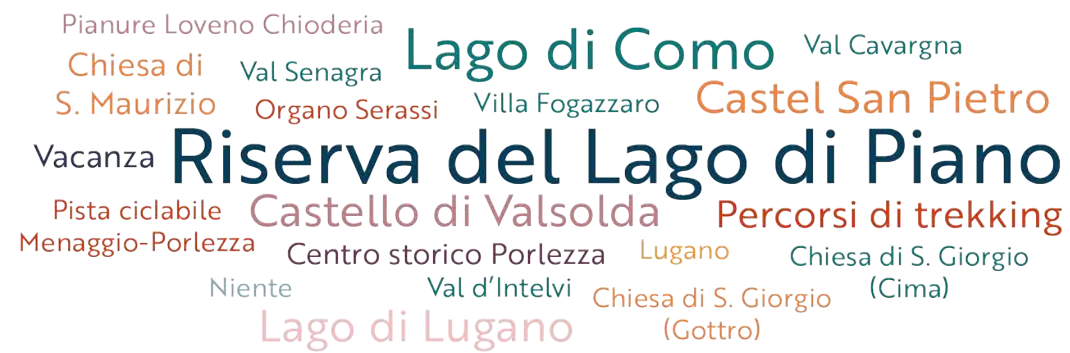 Pianure Loveno Chioderia
Lago di Como
Val Cavargna
Chiesa di
S. Maurizio
Val Senagra
Organo Serassi
Villa Fogazzaro
Castel San Pietro
Vacanza
Riserva del Lago di Piano
Pista ciclabile
Menaggio-Porlezza
Castello di Valsolda
Percorsi di trekking
Centro storico Porlezza
Lugano
Chiesa di S. Giorgio
(Cima)
Niente
Val d’Intelvi
Chiesa di S. Giorgio
(Gottro)
Lago di Lugano